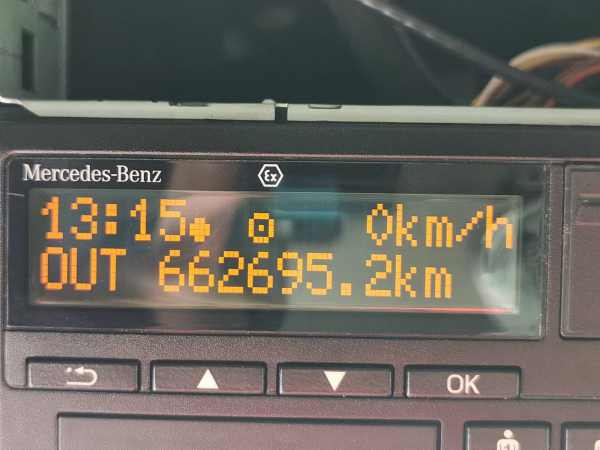 Mercedes-Benz Ex
13:15 0km/h
OUT 662695.2km
OK